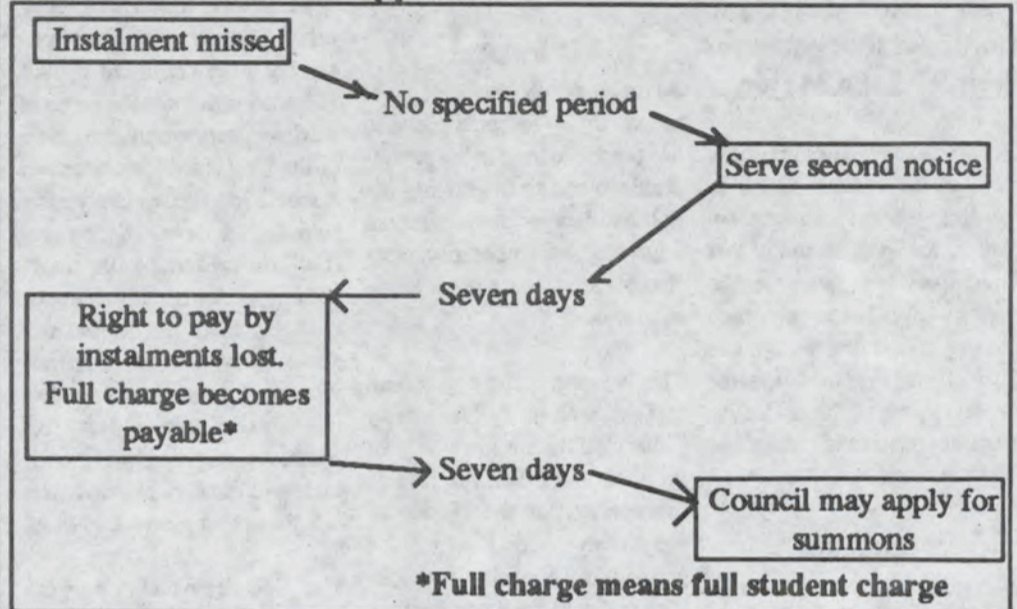 Instalment missed
No specified period
Serve second notice
Seven days
Right to pay by
instalments lost.
Full charge becomes
payable*
Seven days
Council may apply for
summons
*Full charge means full student charge